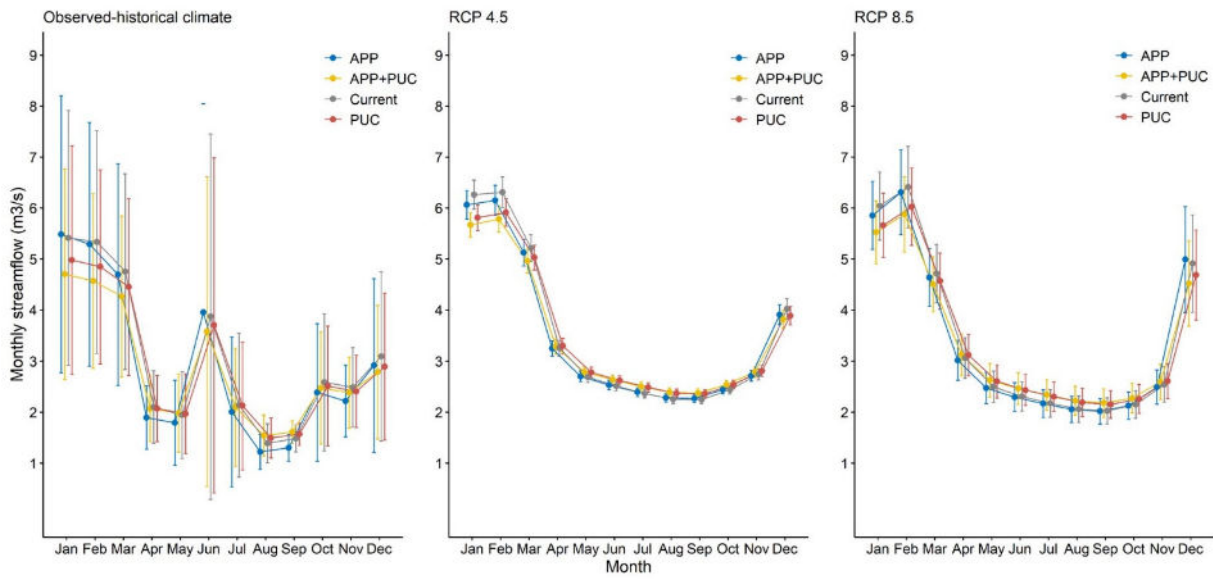 Observed-historical climate
RCP 4.5
RCP 8.5
APP
APP+PUC
Current
PUC
APP
APP+PUC
Current
PUC
APP
APP+PUC
Current
PUC
Monthly streamflow (m3/s)
9
8
7
6
5
4
3
2
1
9
8
7
6
5
4
3
2
1
9
8
7
6
5
4
3
2
1
Jan Feb Mar Apr May Jun Jul Aug Sep Oct Nov Dec
Jan Feb Mar Apr May Jun Jul Aug Sep Oct Nov Dec
Jan Feb Mar Apr May Jun Jul Aug Sep Oct Nov Dec
Month